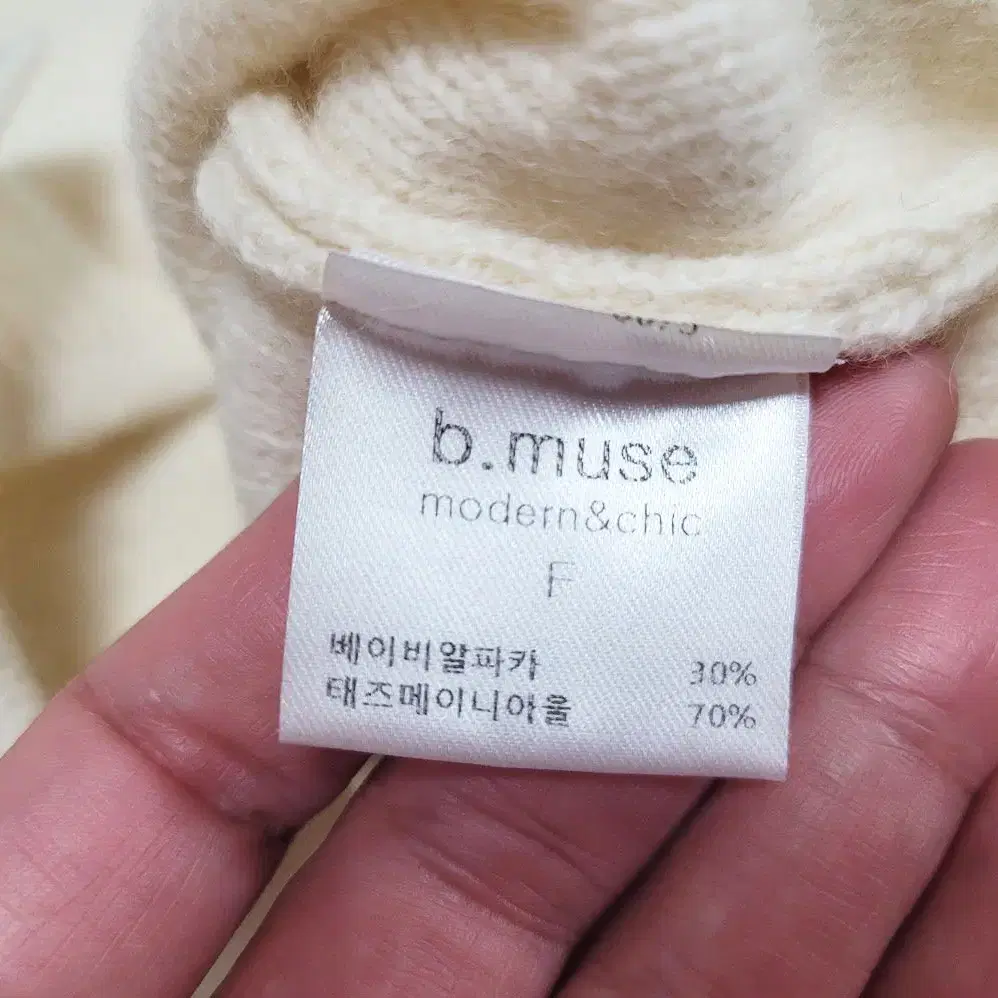 b.muse
modern&chic
F
베이비알파카 30%
태즈메이니아울 70%